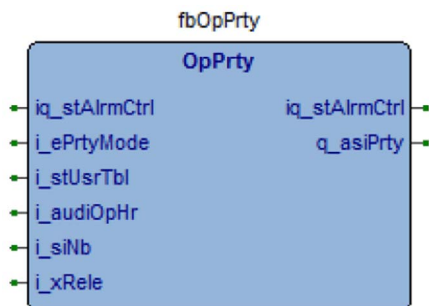 fbOpPrty
OpPrty
iq_stAlrmCtrl iq_stAlrmCtrl
i_ePrtyMode q_asiPrty
i_stUsrTbl
i_audiOpHr
i_siNb
i_xRele